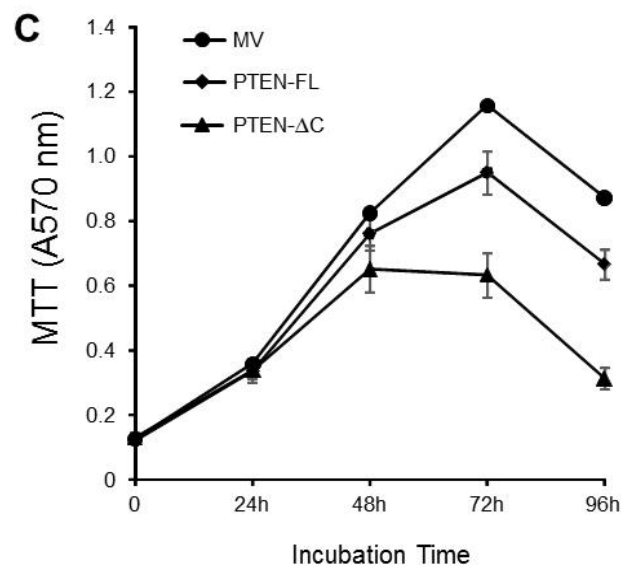 C
MV
PTEN-FL
PTEN-ΔC
MTT (A570 nm)
1.4
1.2
1.0
0.8
0.6
0.4
0.2
0
0 24h 48h 72h 96h
Incubation Time